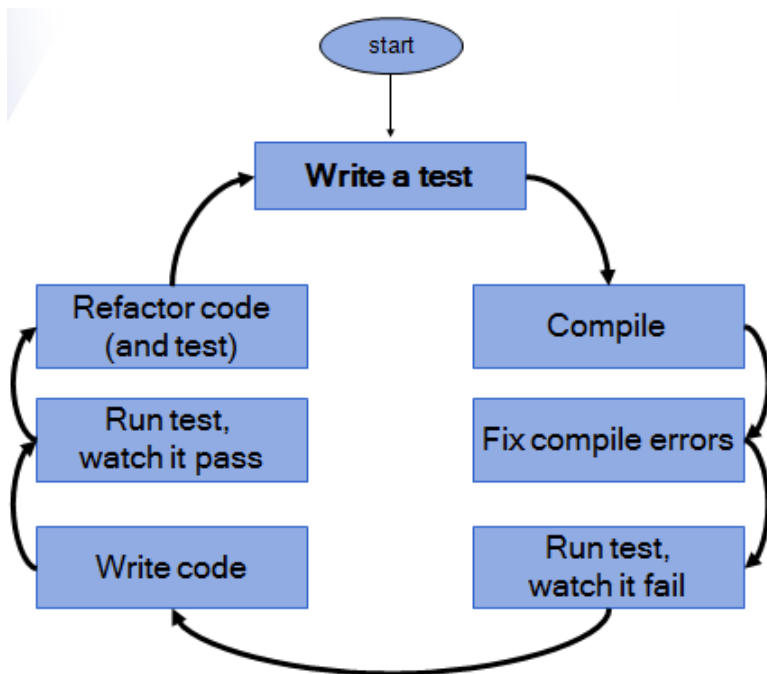 start
Write a test
Compile
Fix compile errors
Run test,
watch it fail
Write code
Run test,
watch it pass
Refactor code
(and test)